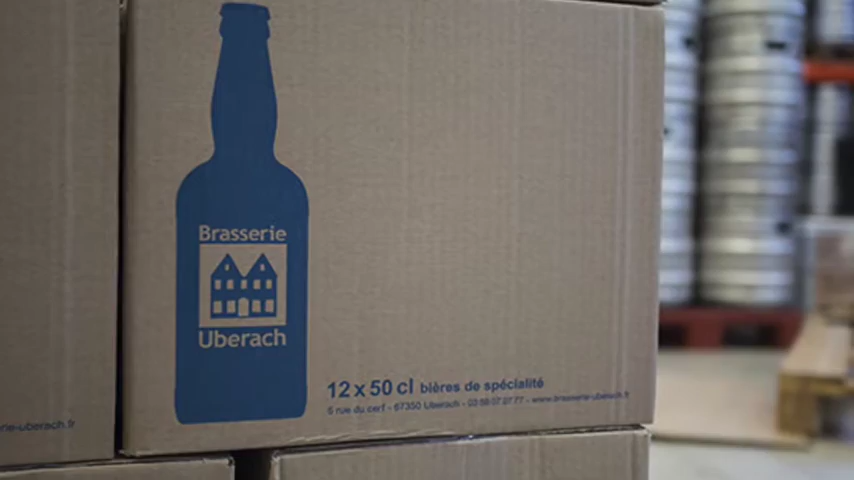 Brasserie
Uberach
12 x 50 cl bières de spécialité
6 rue du cerf - 67350 Uberach - 03 88 07 07 77 - www.brasserie-uberach.fr
rie-uberach.fr